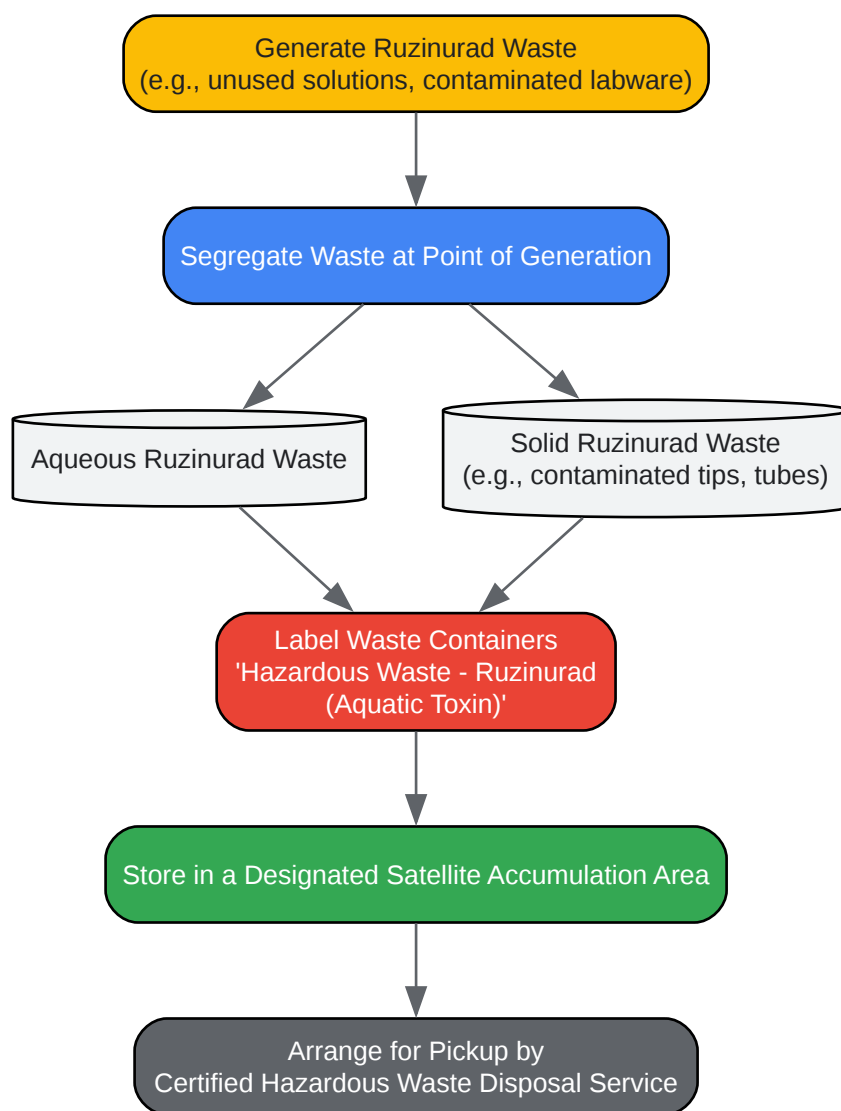 Generate Ruzinurad Waste
(e.g., unused solutions, contaminated labware)
Segregate Waste at Point of Generation
Aqueous Ruzinurad Waste
Solid Ruzinurad Waste
(e.g., contaminated tips, tubes)
Label Waste Containers
'Hazardous Waste - Ruzinurad
(Aquatic Toxin)'
Store in a Designated Satellite Accumulation Area
Arrange for Pickup by
Certified Hazardous Waste Disposal Service